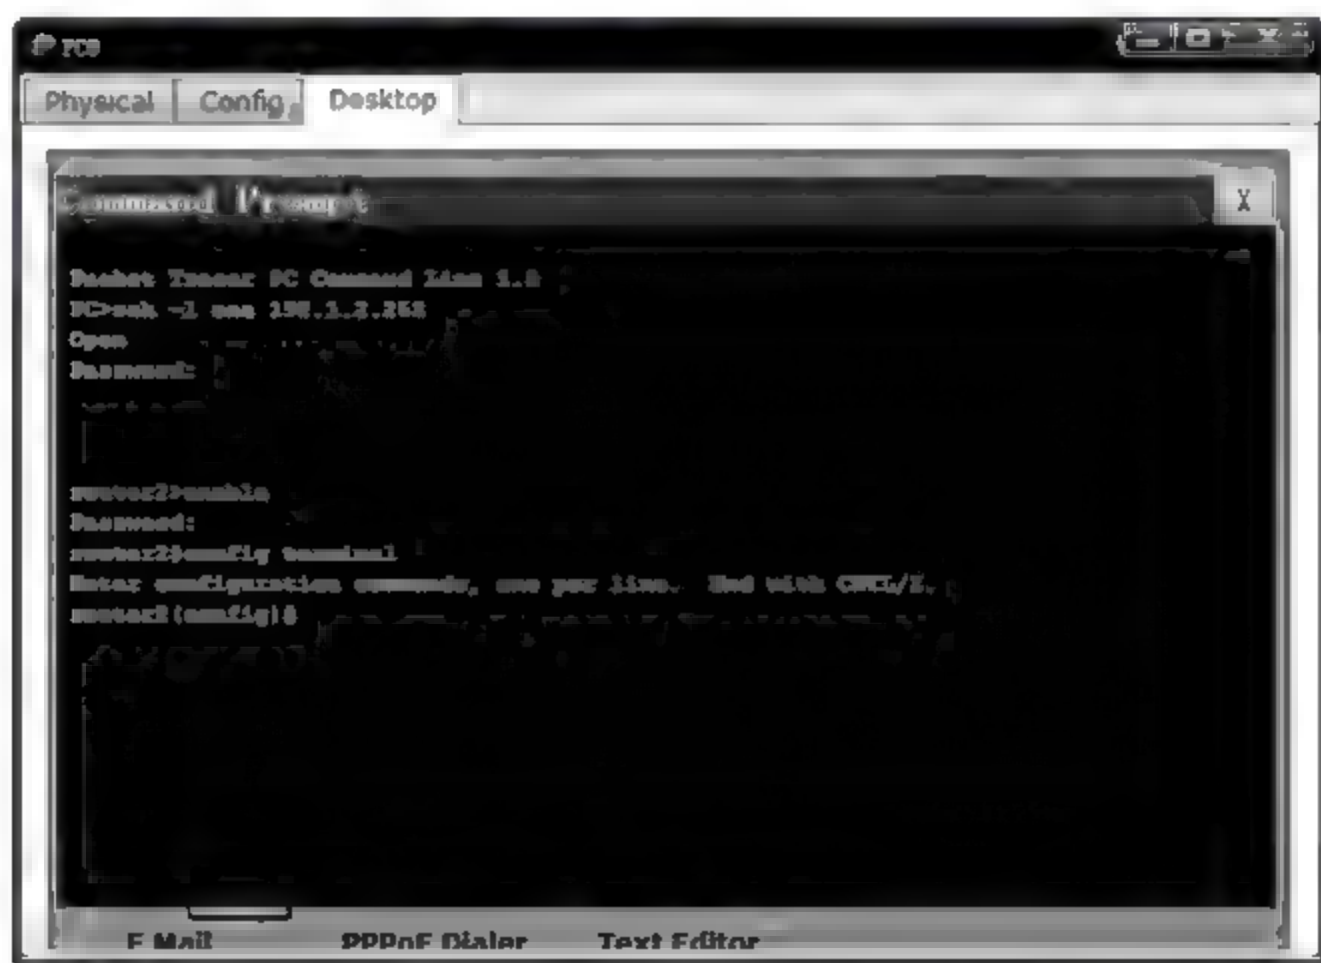 PC0
Physical Config Desktop
Command Prompt
X
Packet Tracer PC Command Line 1.0
PC>ssh -l
Open
Password:
router2>enable
Password:
router2#config terminal
Enter configuration commands, one per line. End with CNTL/Z.
router2(config)#
E Mail PPPoE Dialer Text Editor